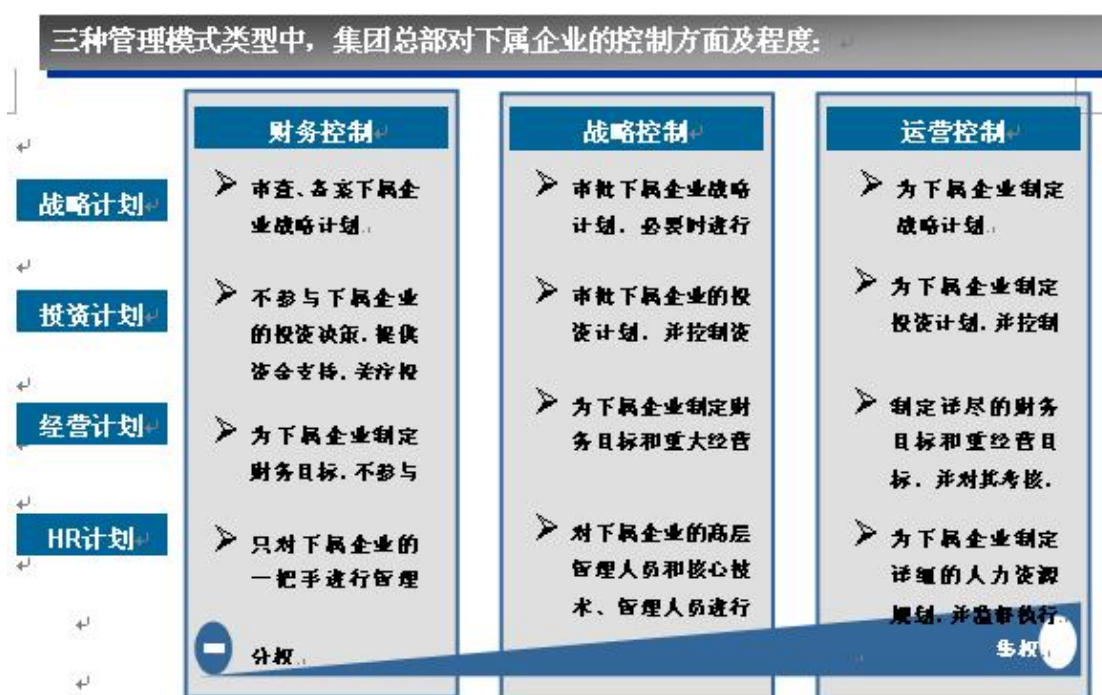 三种管理模式类型中，集团总部对下属企业的控制方面及程度:
财务控制
战略控制
运营控制
战略计划
审查、备案下属企
业战略计划.
审批下属企业战略
计划. 必要时进行
为下属企业制定
战略计划.
投资计划
不参与下属企业
的投资决策.提供
资金支持.关注投
审批下属企业的投
资计划. 并控制资
为下属企业制定
投资计划.并控制
经营计划
为下属企业制定
财务目标.不参与
为下属企业制定财
务目标和重大经营
制定详尽的财务
目标和重经营目
标. 并对其考核.
HR计划
只对下属企业的
一把手进行管理
对下属企业的高层
管理人员和核心技
术、管理人员进行
为下属企业制定
详细的人力资源
规划.并监督执行.
分权.
集权